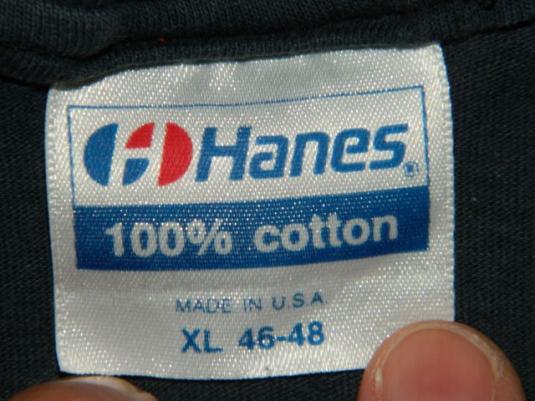 Hanes®
100% cotton
MADE IN U.S.A.
XL 46-48